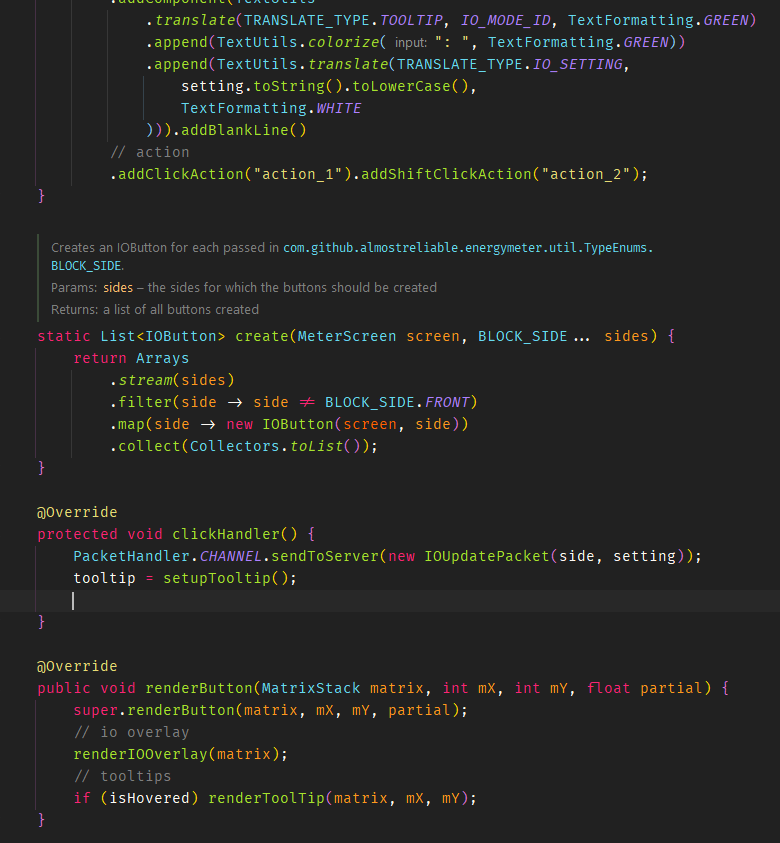 .addComponent(TextUtils
.translate(TRANSLATE_TYPE.TOOLTIP, IO_MODE_ID, TextFormatting.GREEN)
.append(TextUtils.colorize( input: ": ", TextFormatting.GREEN))
.append(TextUtils.translate(TRANSLATE_TYPE.IO_SETTING,
setting.toString().toLowerCase(),
TextFormatting.WHITE
))).addBlankLine()
// action
.addClickAction("action_1").addShiftClickAction("action_2");
}
Creates an IOButton for each passed in com.github.almostreliable.energymeter.util.TypeEnums.
BLOCK_SIDE.
Params: sides – the sides for which the buttons should be created
Returns: a list of all buttons created
static List<IOButton> create(MeterScreen screen, BLOCK_SIDE... sides) {
return Arrays
.stream(sides)
.filter(side -> side != BLOCK_SIDE.FRONT)
.map(side -> new IOButton(screen, side))
.collect(Collectors.toList());
}
@Override
protected void clickHandler() {
PacketHandler.CHANNEL.sendToServer(new IOUpdatePacket(side, setting));
tooltip = setupTooltip();
}
@Override
public void renderButton(MatrixStack matrix, int mX, int mY, float partial) {
super.renderButton(matrix, mX, mY, partial);
// io overlay
renderIOOverlay(matrix);
// tooltips
if (isHovered) renderToolTip(matrix, mX, mY);
}